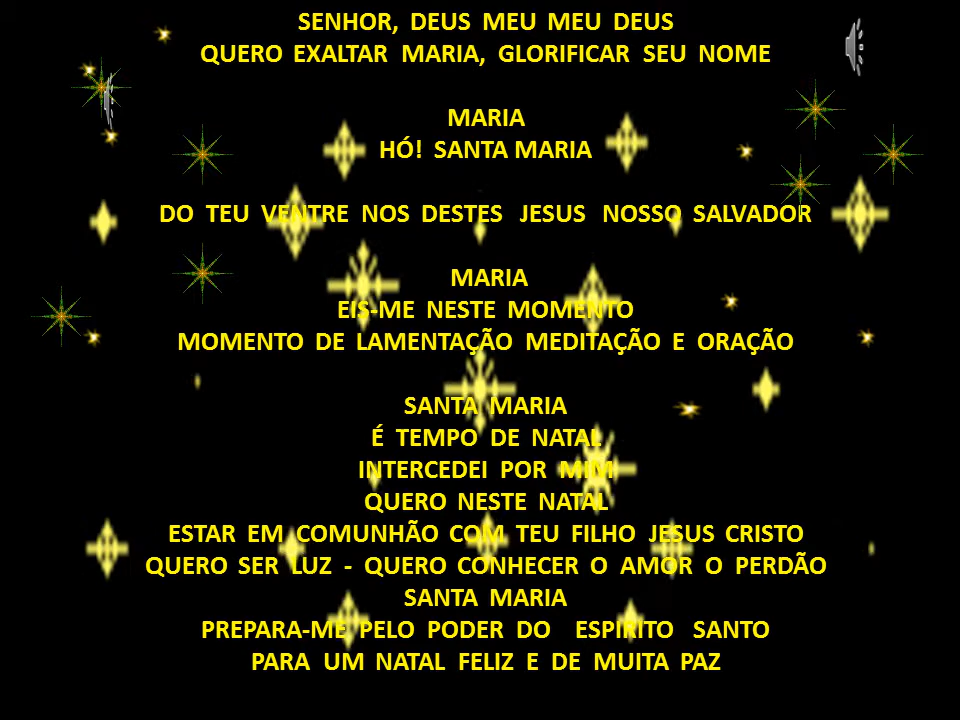 SENHOR, DEUS MEU MEU DEUS
QUERO EXALTAR MARIA, GLORIFICAR SEU NOME
MARIA
HÓ! SANTA MARIA
DO TEU VENTRE NOS DESTES JESUS NOSSO SALVADOR
MARIA
EIS-ME NESTE MOMENTO
MOMENTO DE LAMENTAÇÃO MEDITAÇÃO E ORAÇÃO
SANTA MARIA
É TEMPO DE NATAL
INTERCEDEI POR MIM
QUERO NESTE NATAL
ESTAR EM COMUNHÃO COM TEU FILHO JESUS CRISTO
QUERO SER LUZ - QUERO CONHECER O AMOR O PERDÃO
SANTA MARIA
PREPARA-ME PELO PODER DO ESPIRITO SANTO
PARA UM NATAL FELIZ E DE MUITA PAZ